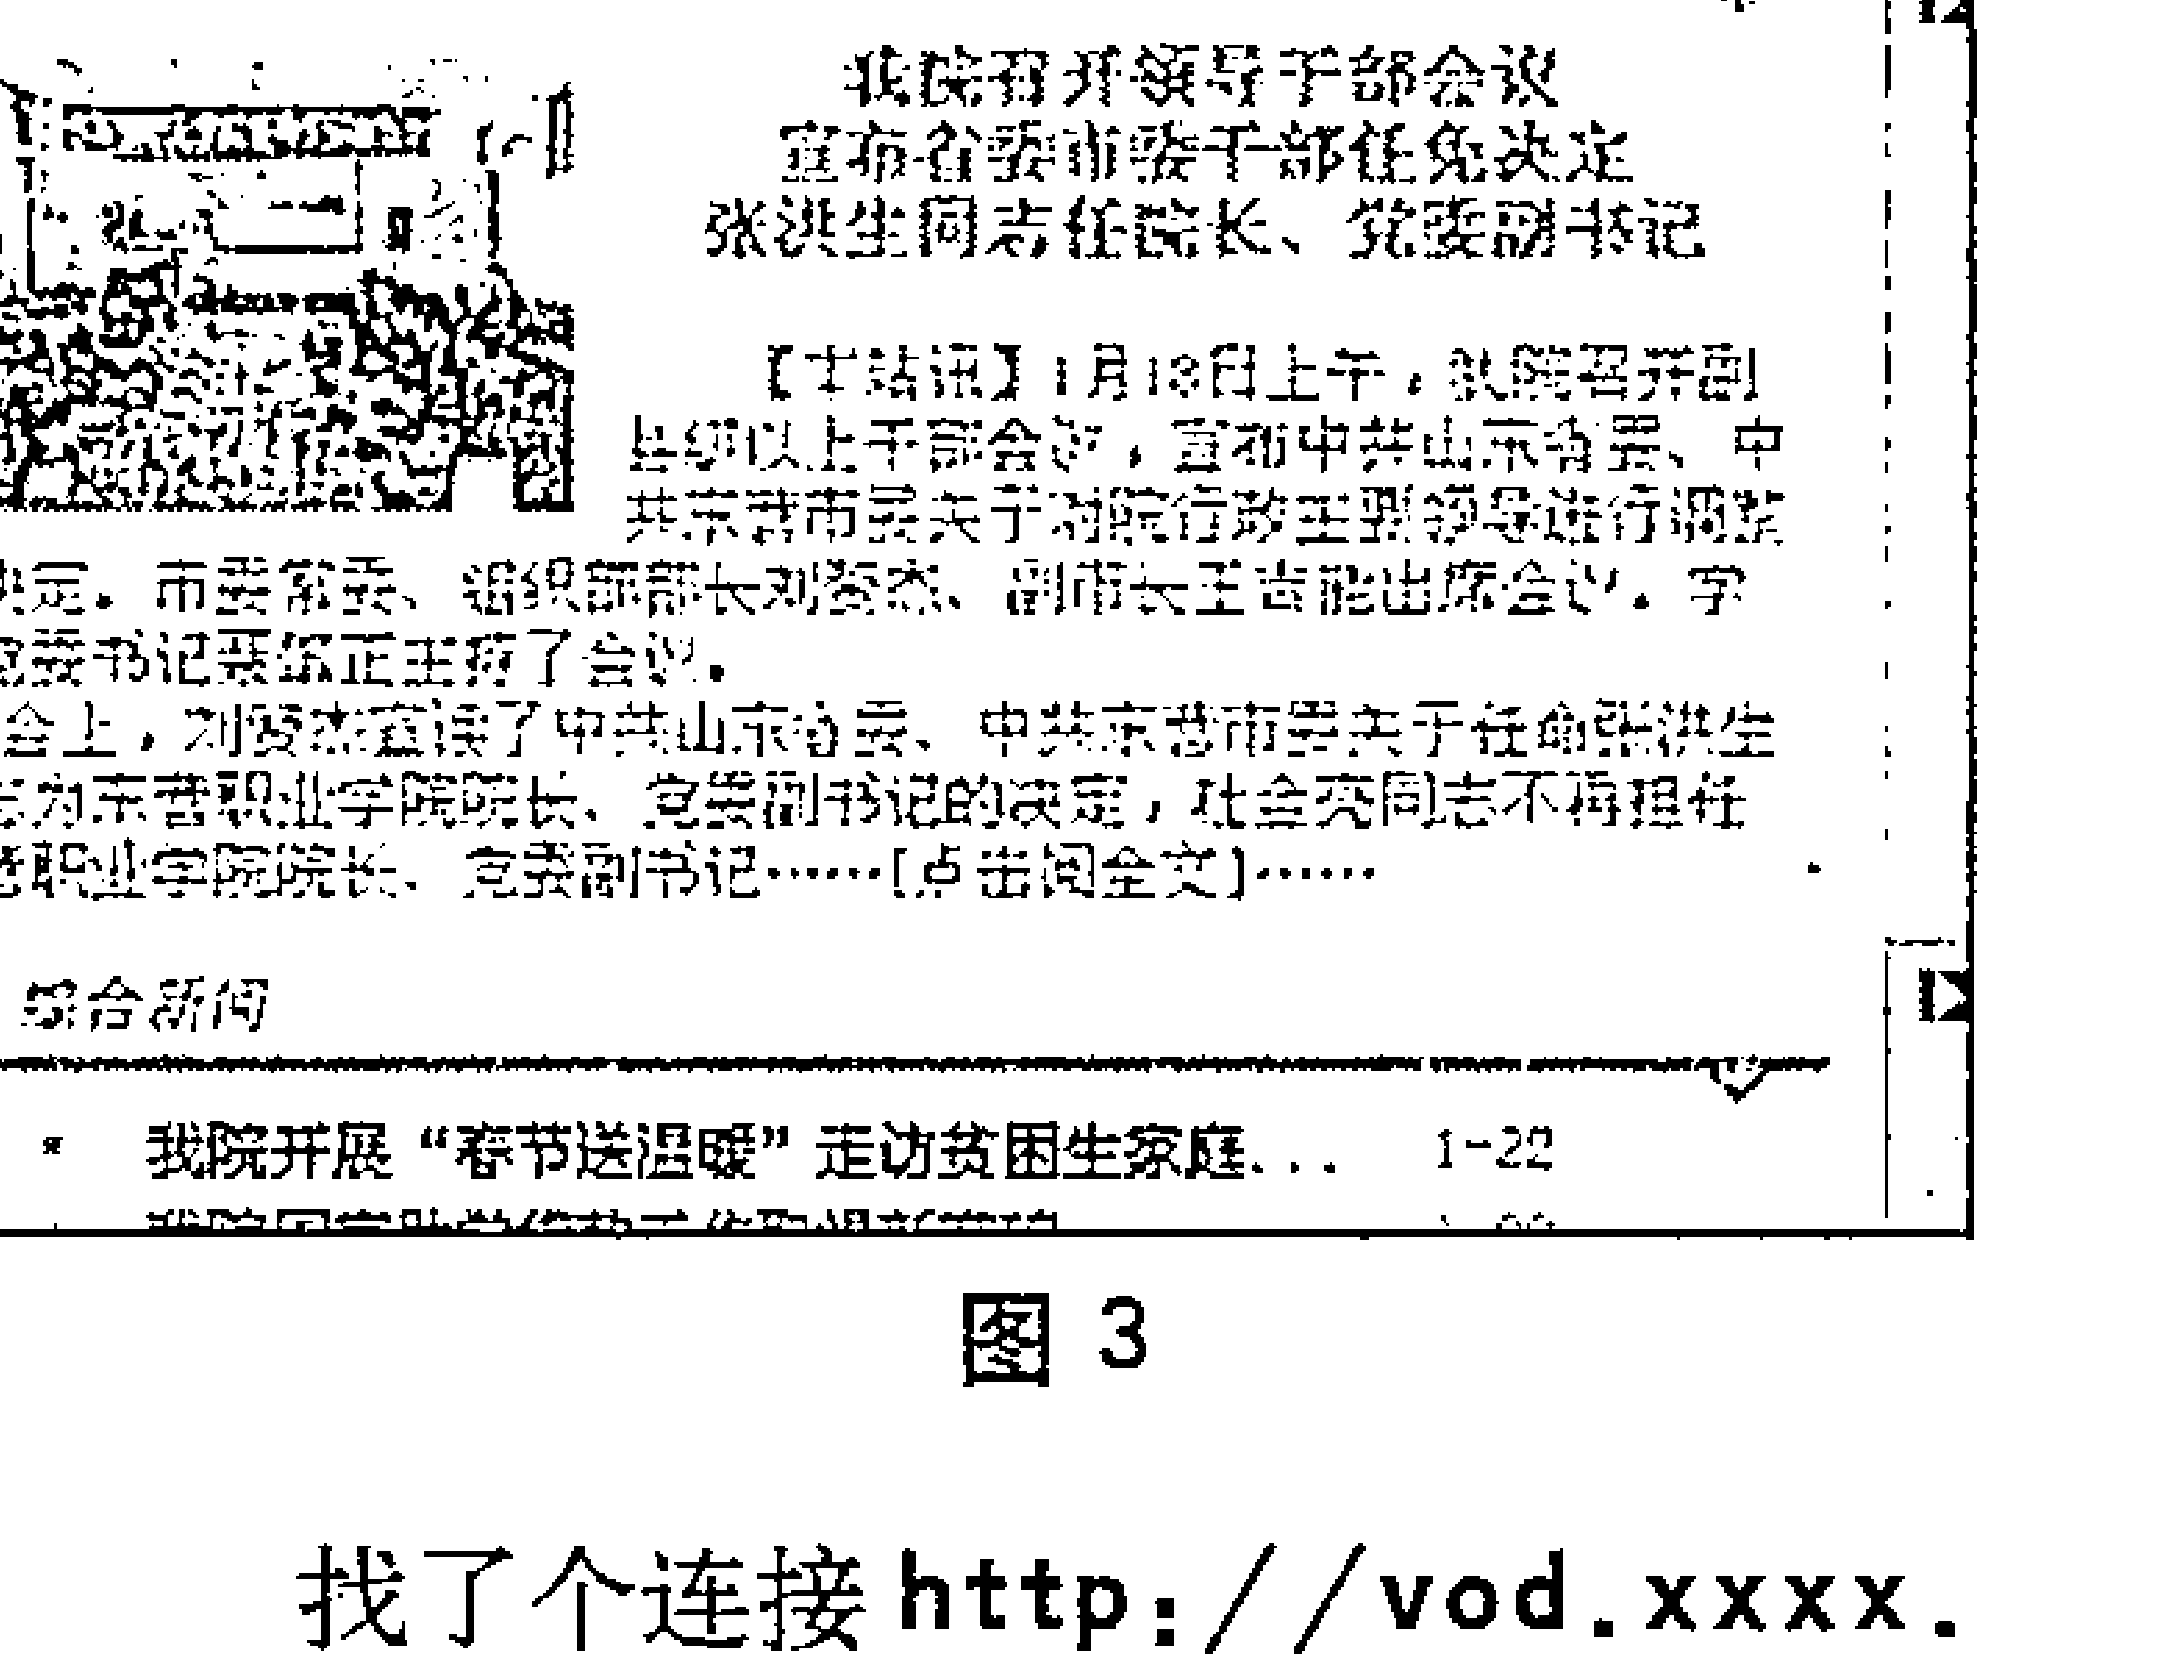 我院召开领导干部会议
宣布省委市委干部任免决定
张洪生同志任院长、党委副书记
【本站讯】1月18日上午，我院召开副
县级以上干部会议，宣布中共山东省委、中
共东营市委关于对院行政主要领导进行调整
决定。市委常委、组织部部长刘爱杰、副市长王吉能出席会议。学
党委书记 主持了会议。
会上，刘爱杰宣读了中共山东省委、中共东营市委关于任命张洪生
志为东营职业学院院长、党委副书记的决定，杜会文同志不再担任
营职业学院院长、党委副书记……[点击阅全文]……
综合新闻
我院开展“春节送温暖”走访贫困生家庭... 1-22
图 3
找了个连接 http://vod.xxxx.